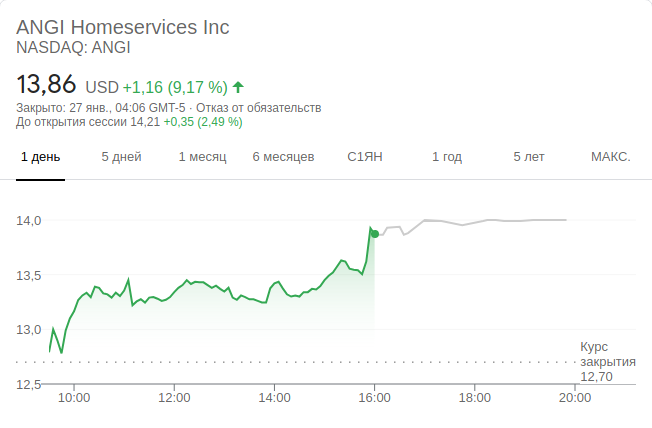 ANGI Homeservices Inc
NASDAQ: ANGI
13,86 USD +1,16 (9,17 %)
Закрыто: 27 янв., 04:06 GMT-5 · Отказ от обязательств
До открытия сессии 14,21 +0,35 (2,49 %)
1 день 5 дней 1 месяц 6 месяцев С1ЯН 1 год 5 лет МАКС.
14,0
13,5
13,0
Курс
закрытия
12,70
12,5
10:00 12:00 14:00 16:00 18:00 20:00